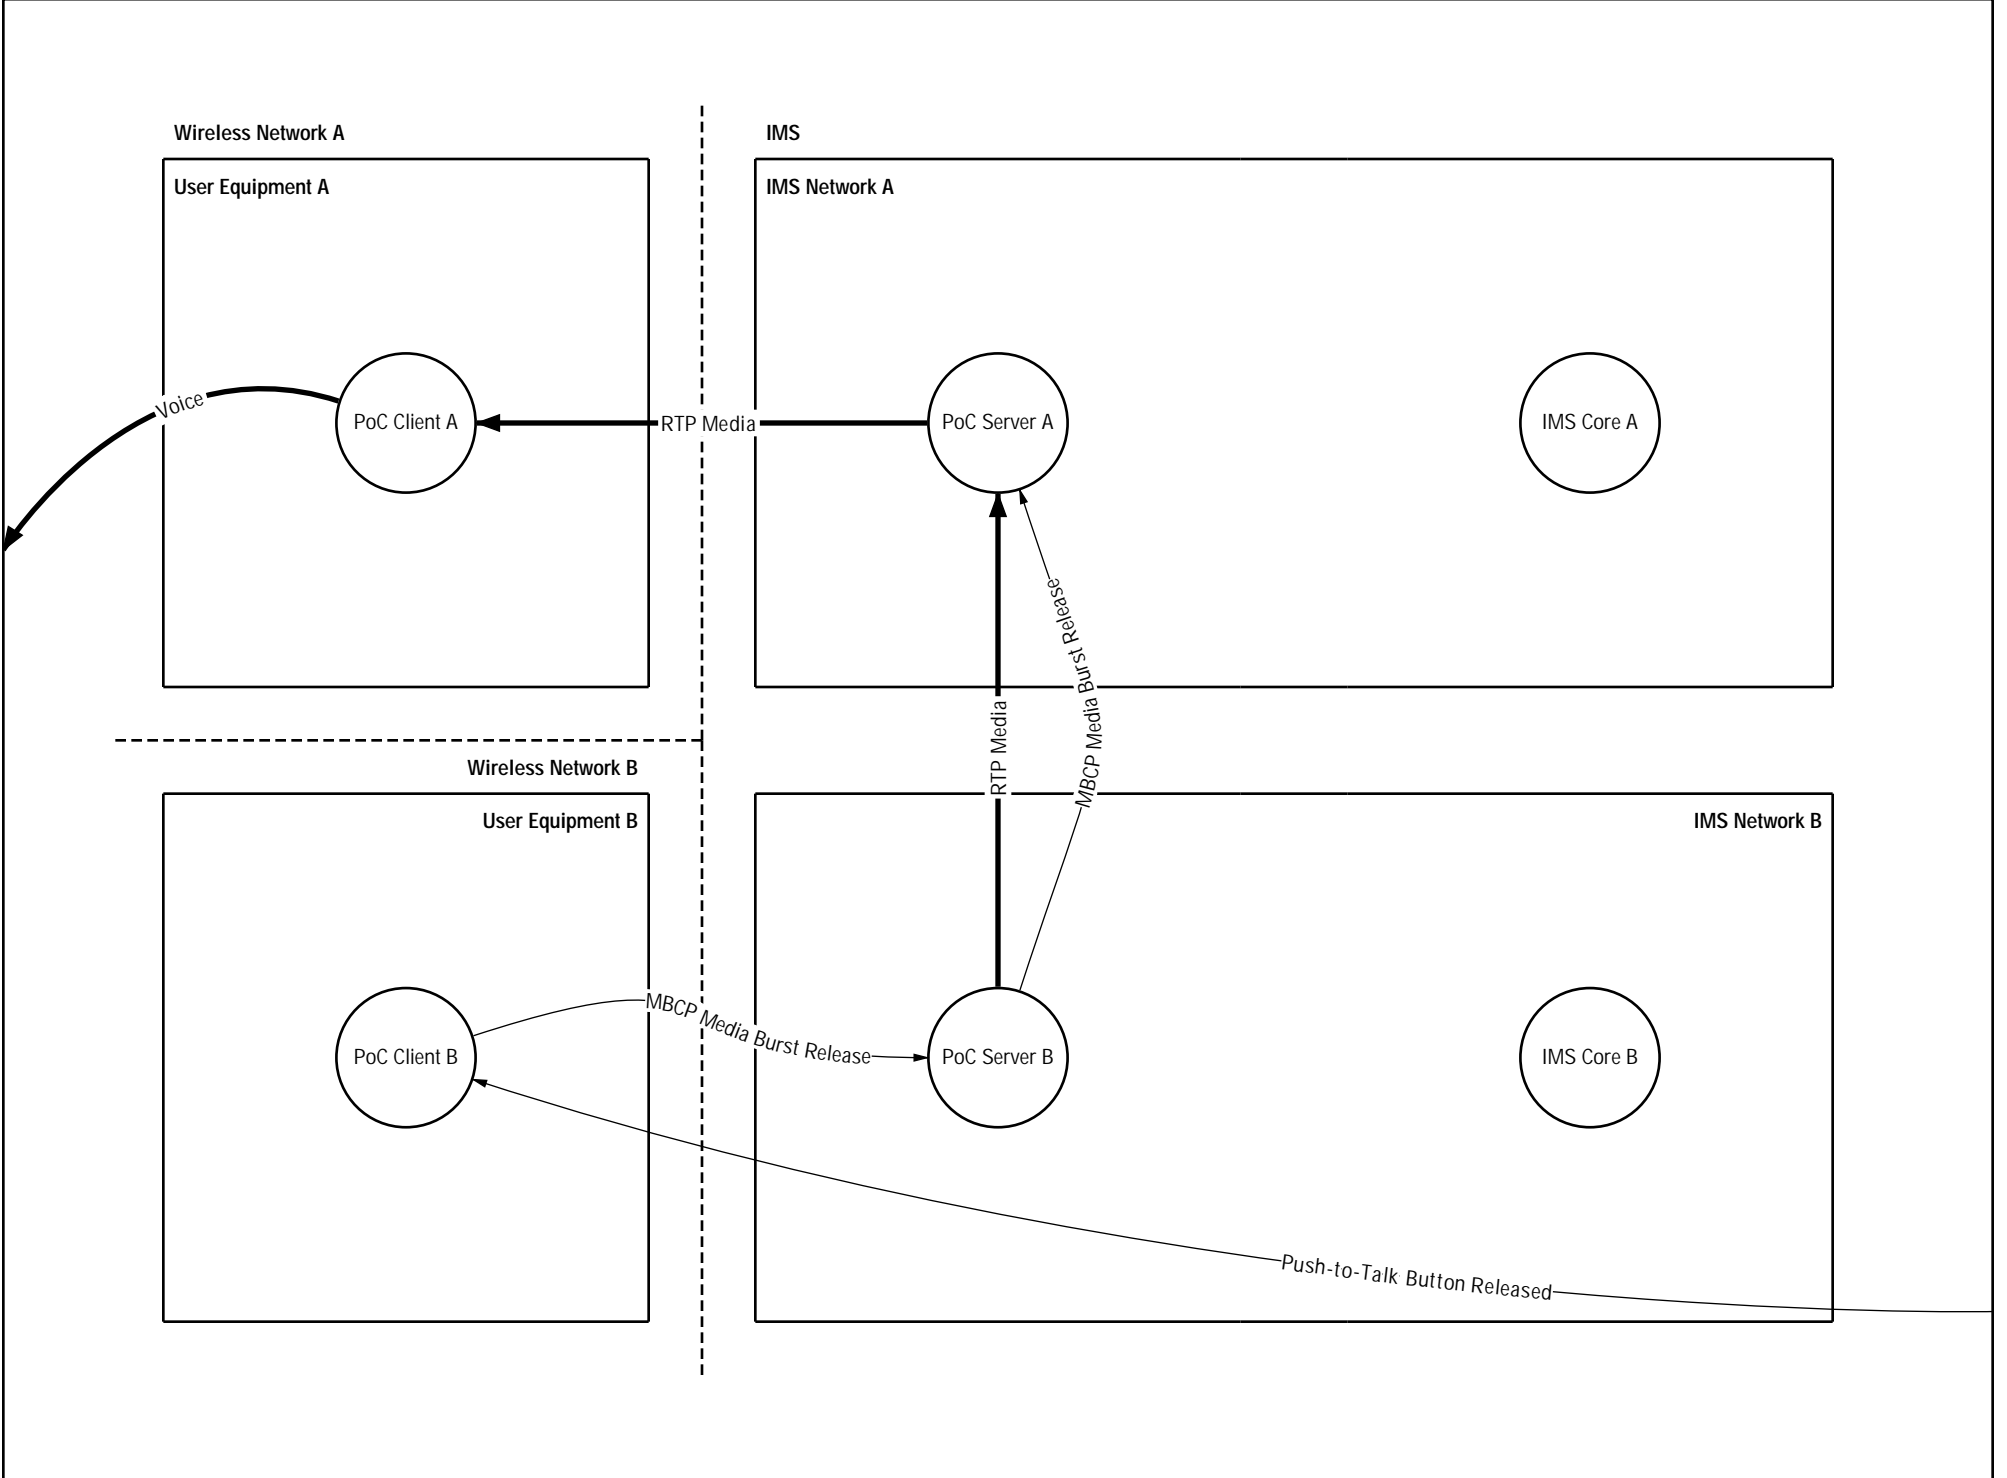 Wireless Network A
IMS
User Equipment A
IMS Network A
Voice
PoC Client A
RTP Media
PoC Server A
IMS Core A
MBCP Media Burst Release
RTP Media
Wireless Network B
User Equipment B
IMS Network B
MBCP Media Burst Release
PoC Client B
PoC Server B
IMS Core B
Push-to-Talk Button Released